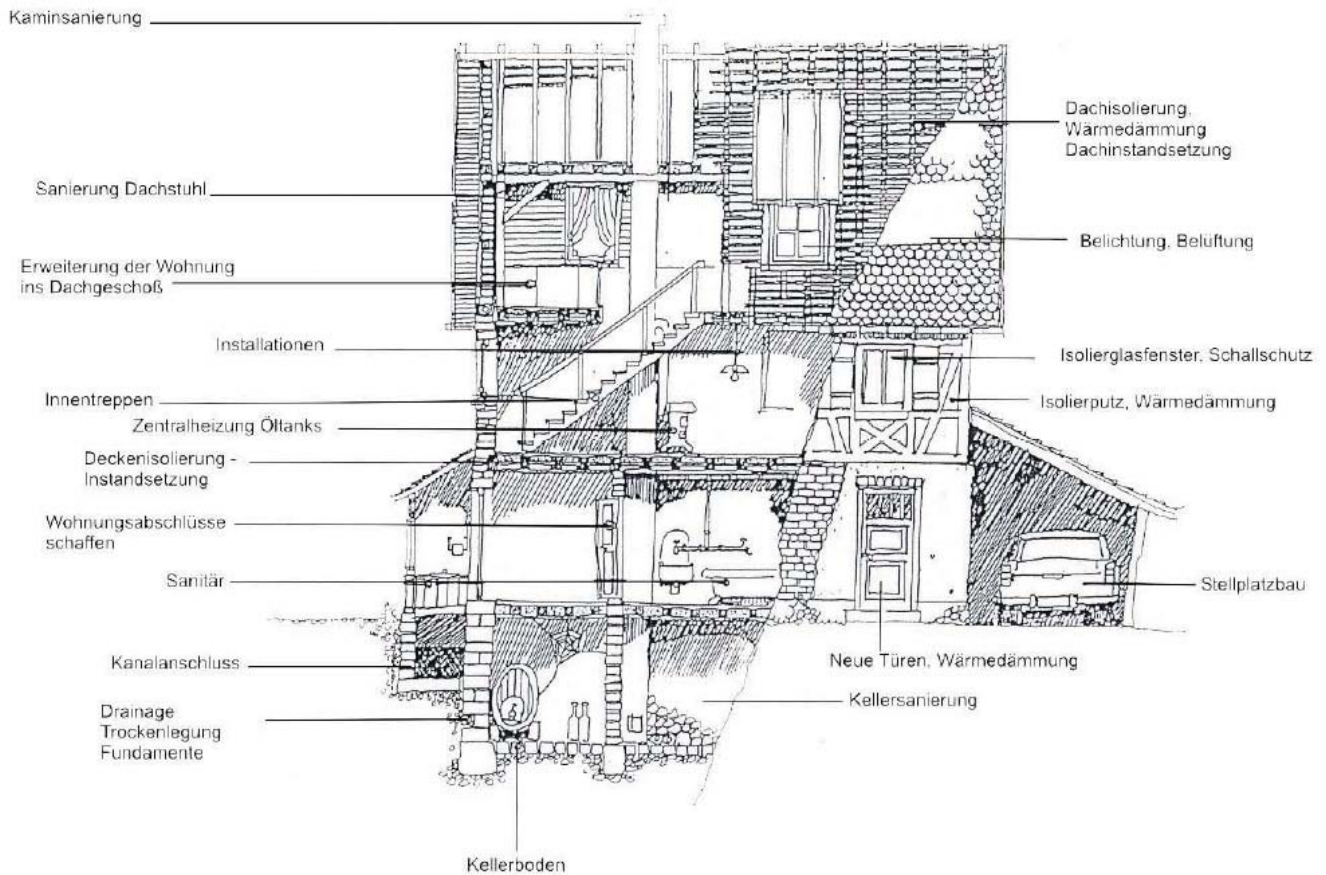 Kaminsanierung
Dachisolierung,
Wärmedämmung
Dachinstandsetzung
Sanierung Dachstuhl
Belichtung, Belüftung
Erweiterung der Wohnung
ins Dachgeschoß
Installationen
Isolierglasfenster, Schallschutz
Innentreppen
Isolierputz, Wärmedämmung
Zentralheizung Öltanks
Deckenisolierung -
Instandsetzung
Wohnungsabschlüsse
schaffen
Sanitär
Stellplatzbau
Kanalanschluss
Neue Türen, Wärmedämmung
Kellersanierung
Drainage
Trockenlegung
Fundamente
Kellerboden